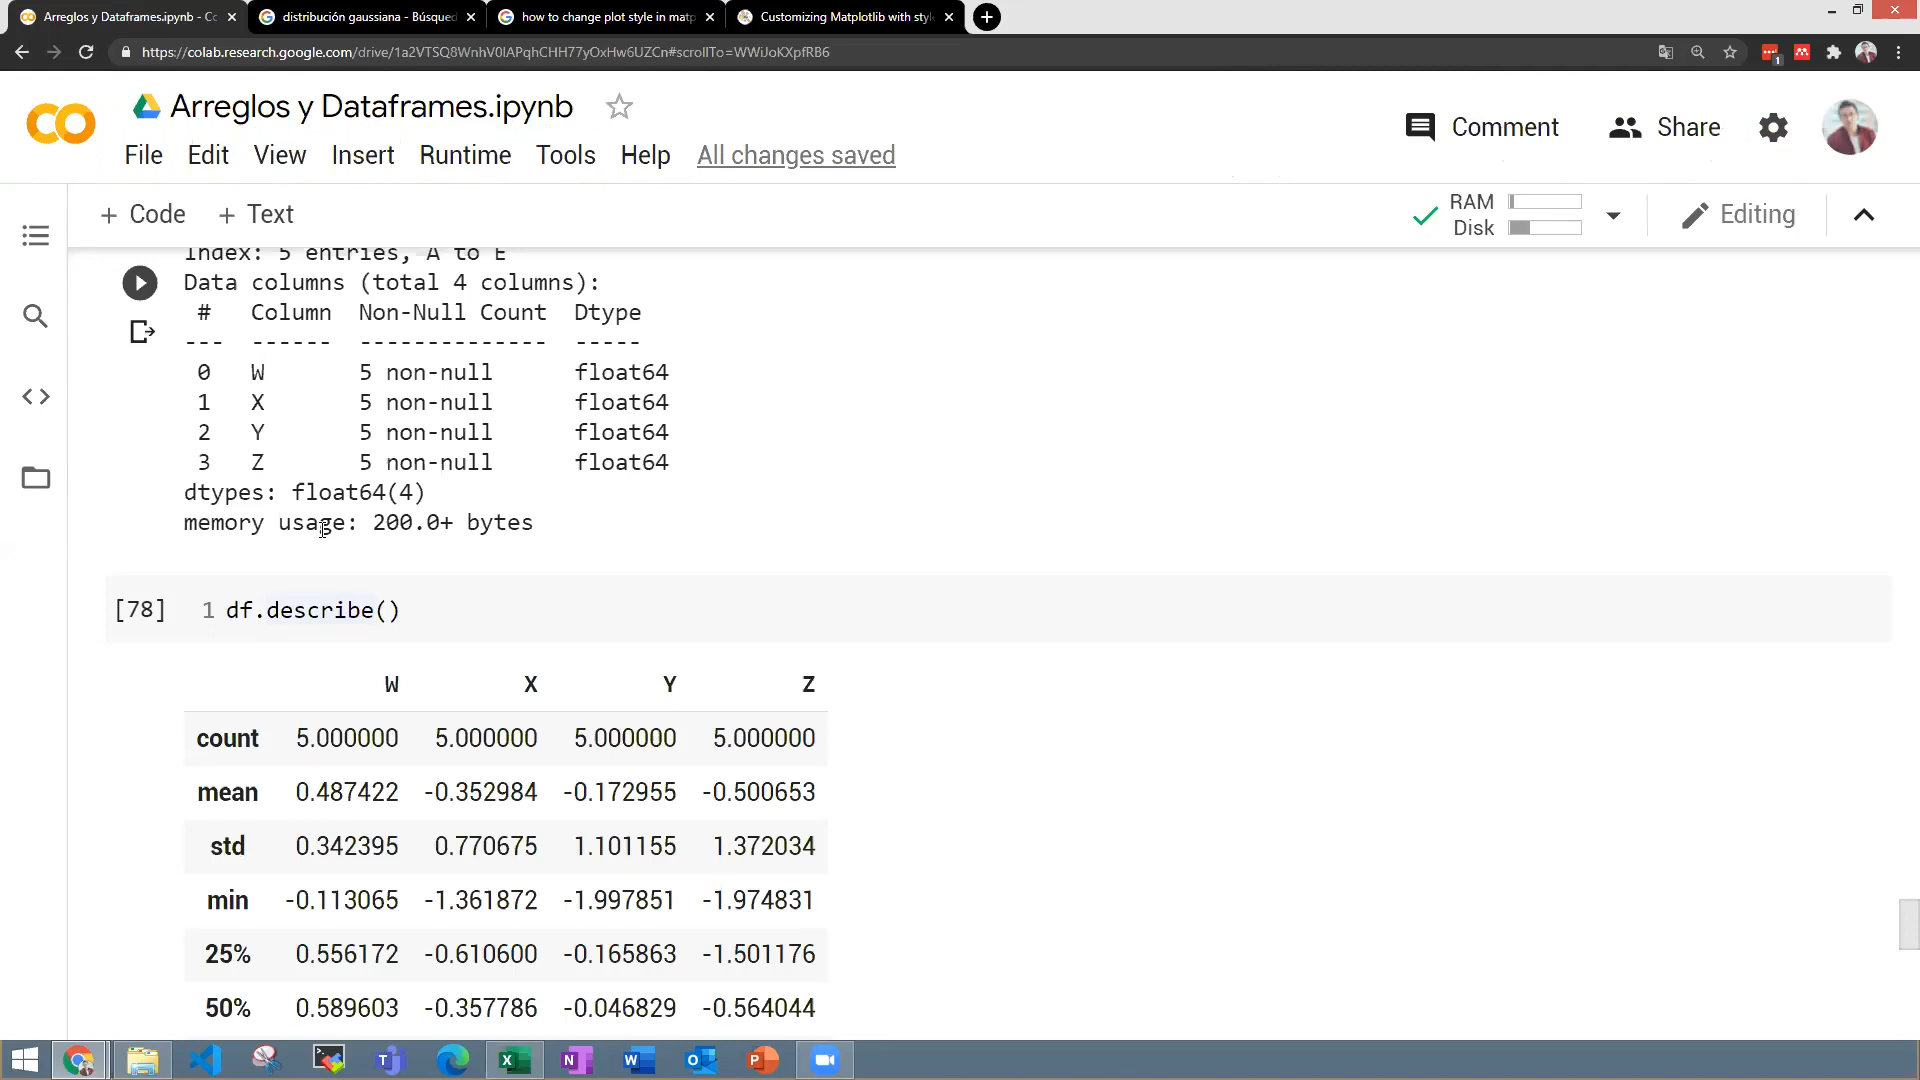 Arreglos y Dataframes.ipynb - Co
distribución gaussiana - Búsqued
how to change plot style in matp
Customizing Matplotlib with styl
https://colab.research.google.com/drive/1a2VTSQ8WnhV0lAPqhCHH77yOxHw6UZCn#scrollTo=WWiJoKXpfRB6
Arreglos y Dataframes.ipynb
Comment
Share
File Edit View Insert Runtime Tools Help All changes saved
+ Code + Text
RAM
Disk
Editing
Index: 5 entries, A to E
Data columns (total 4 columns):
# Column Non-Null Count Dtype
--- ------ -------------- -----
0 W 5 non-null float64
1 X 5 non-null float64
2 Y 5 non-null float64
3 Z 5 non-null float64
dtypes: float64(4)
memory usage: 200.0+ bytes
[78] 1 df.describe()
W X Y Z
count 5.000000 5.000000 5.000000 5.000000
mean 0.487422 -0.352984 -0.172955 -0.500653
std 0.342395 0.770675 1.101155 1.372034
min -0.113065 -1.361872 -1.997851 -1.974831
25% 0.556172 -0.610600 -0.165863 -1.501176
50% 0.589603 -0.357786 -0.046829 -0.564044